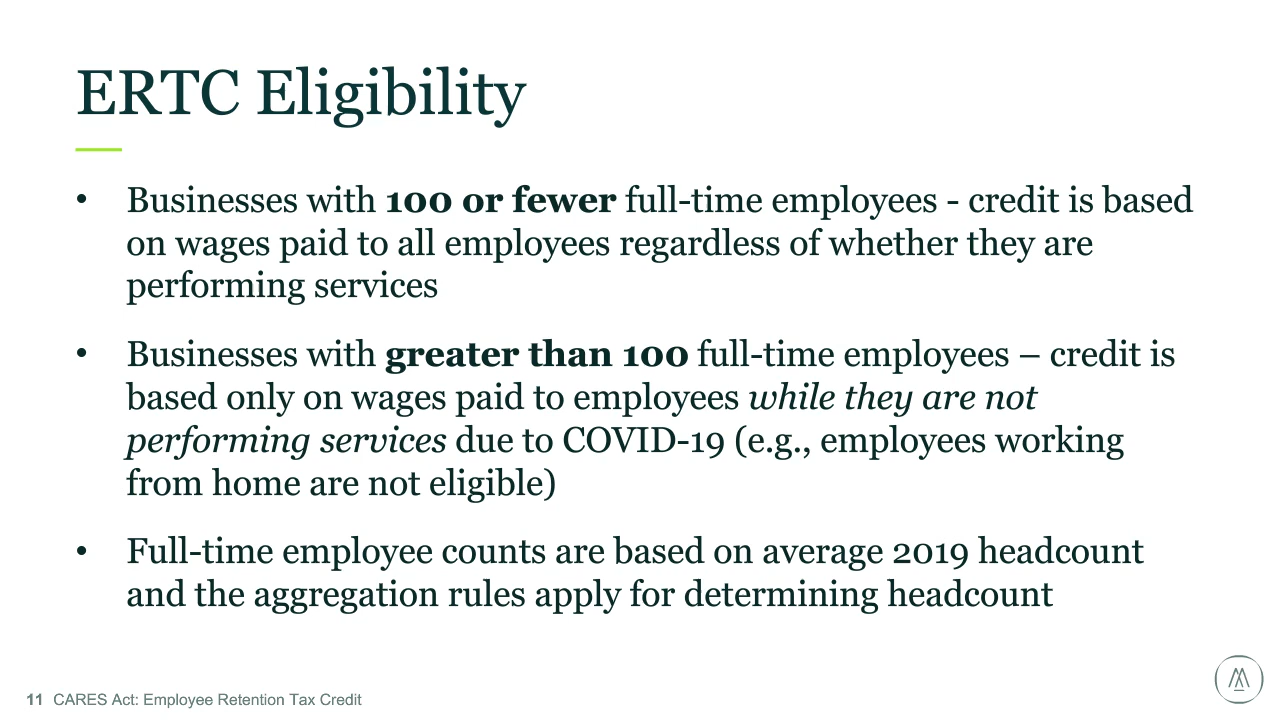 ERTC Eligibility
• Businesses with 100 or fewer full-time employees - credit is based
on wages paid to all employees regardless of whether they are
performing services
• Businesses with greater than 100 full-time employees – credit is
based only on wages paid to employees while they are not
performing services due to COVID-19 (e.g., employees working
from home are not eligible)
• Full-time employee counts are based on average 2019 headcount
and the aggregation rules apply for determining headcount
11 CARES Act: Employee Retention Tax Credit